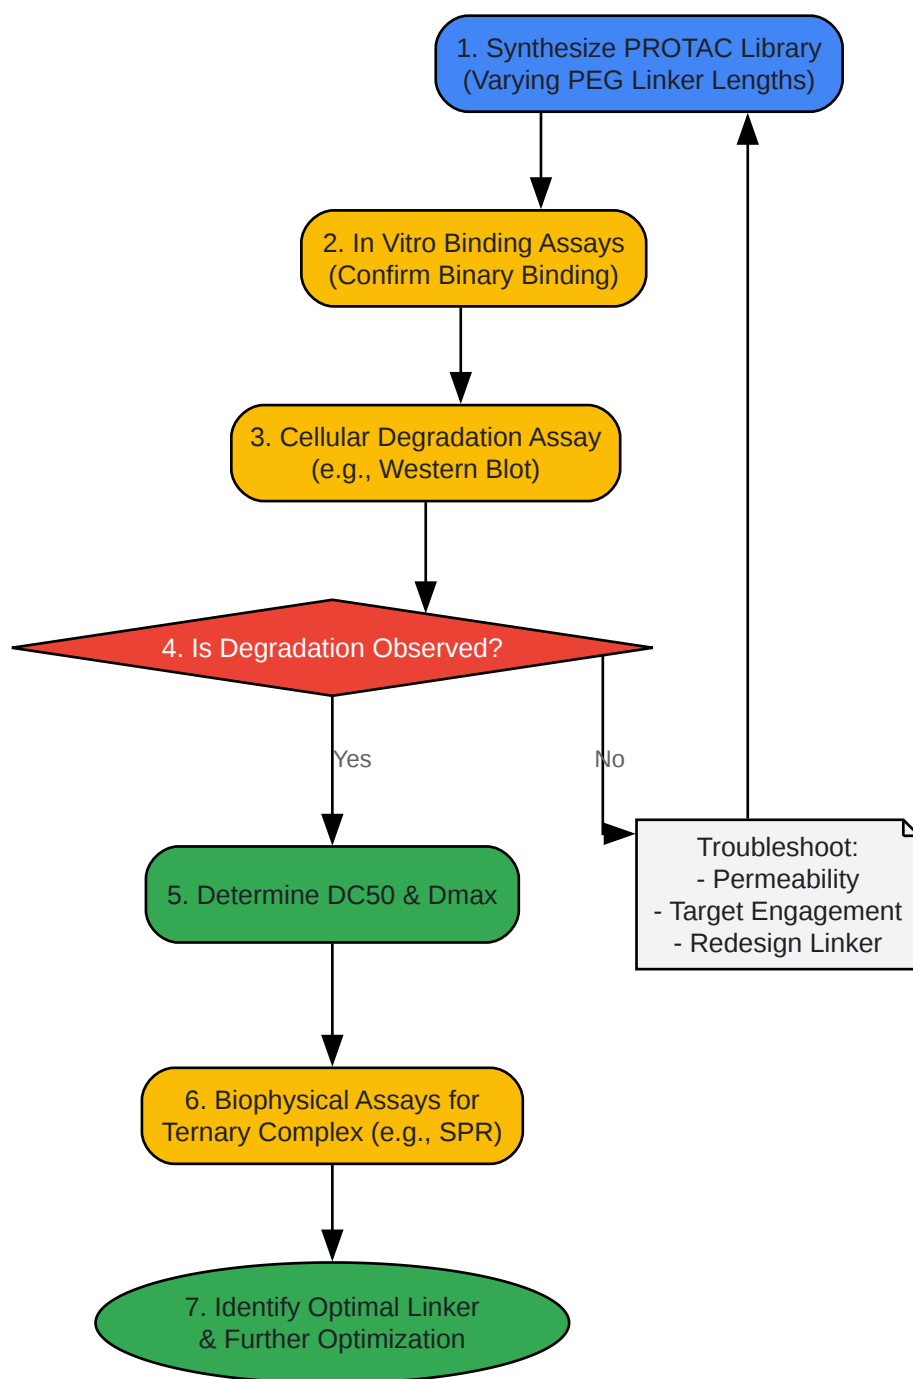 1. Synthesize PROTAC Library
(Varying PEG Linker Lengths)
2. In Vitro Binding Assays
(Confirm Binary Binding)
3. Cellular Degradation Assay
(e.g., Western Blot)
4. Is Degradation Observed?
Yes
No
Troubleshoot:
- Permeability
- Target Engagement
- Redesign Linker
5. Determine DC50 & Dmax
6. Biophysical Assays for
Ternary Complex (e.g., SPR)
7. Identify Optimal Linker
& Further Optimization